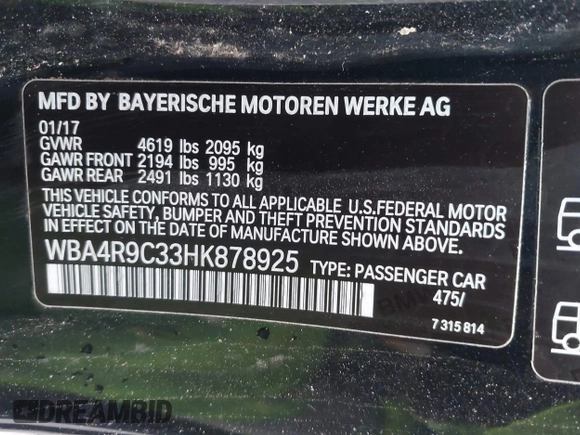 MFD BY BAYERISCHE MOTOREN WERKE AG
01/17
GVWR 4619 lbs 2095 kg
GAWR FRONT 2194 lbs 995 kg
GAWR REAR 2491 lbs 1130 kg
THIS VEHICLE CONFORMS TO ALL APPLICABLE U.S.FEDERAL MOTOR
VEHICLE SAFETY, BUMPER AND THEFT PREVENTION STANDARDS
IN EFFECT ON THE DATE OF MANUFACTURE SHOWN ABOVE.
WBA4R9C33HK878925 TYPE: PASSENGER CAR
475/
7 315 814
DREAMBID